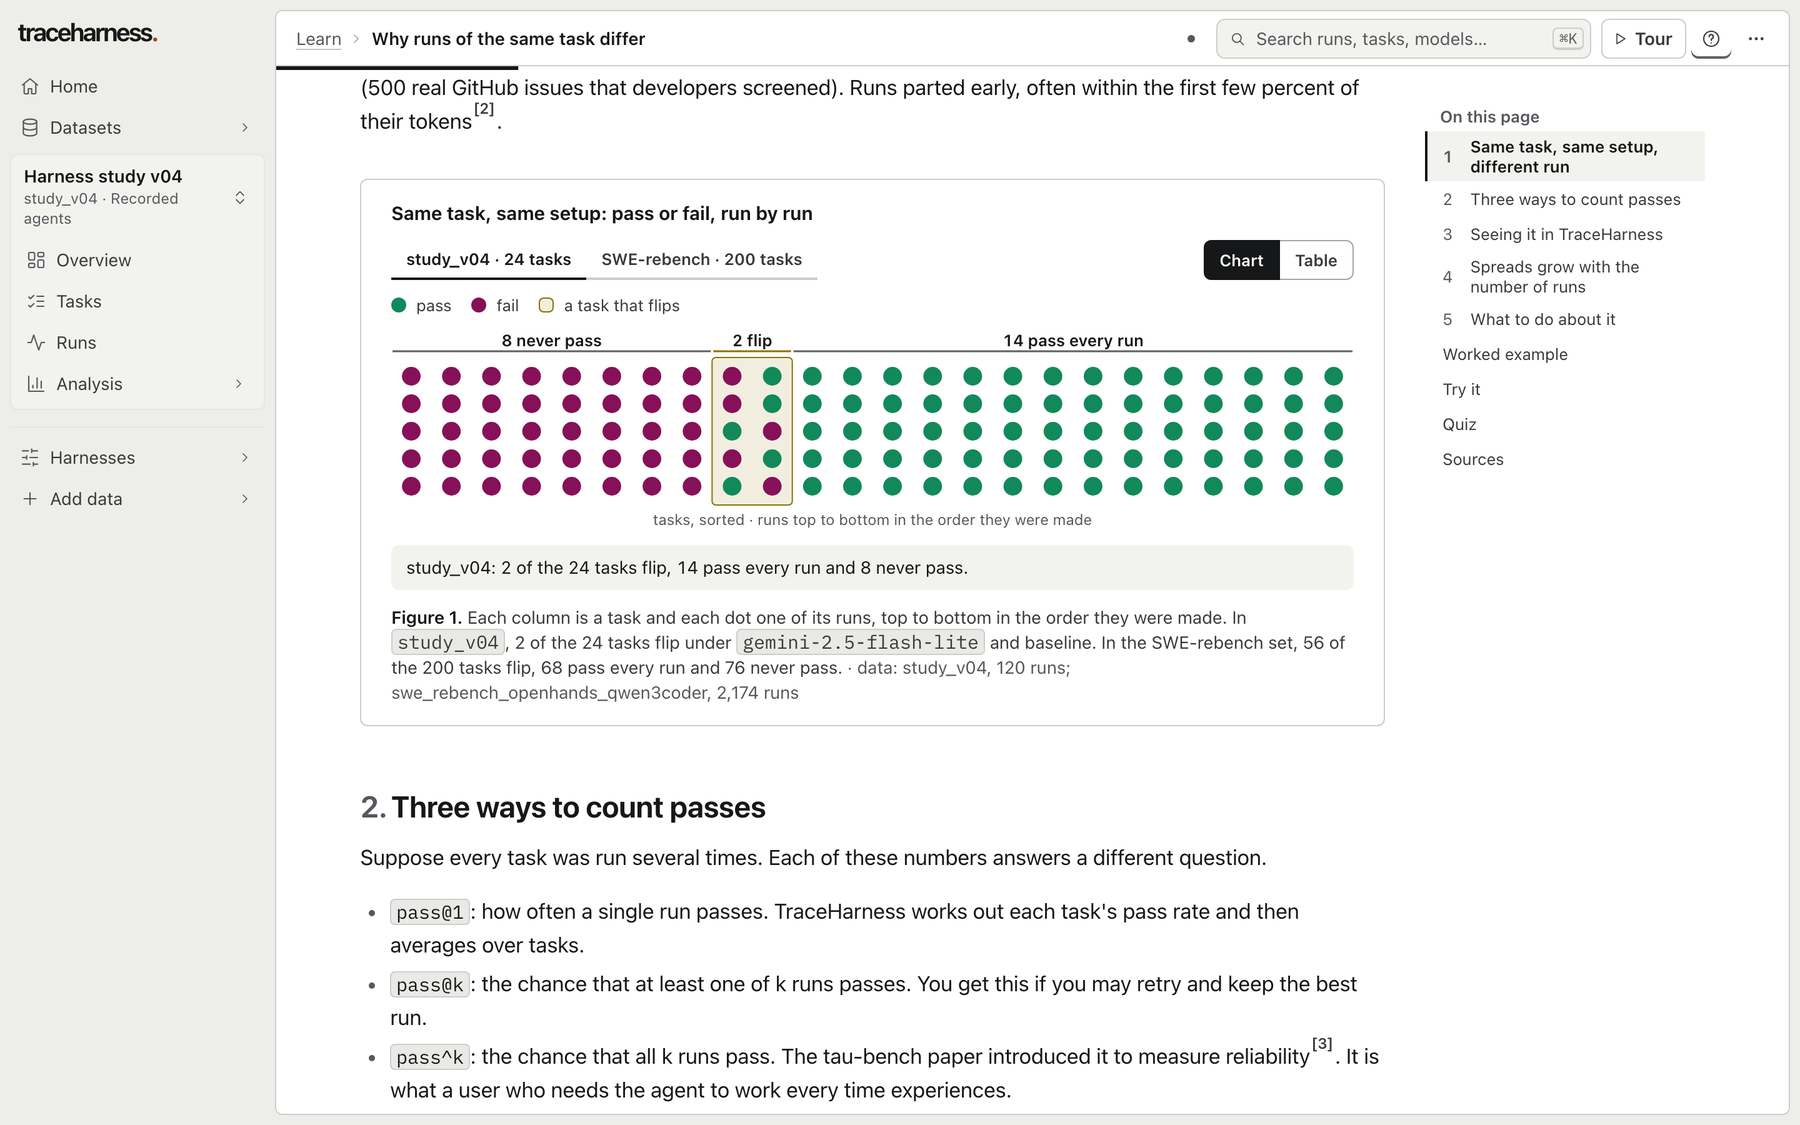 traceharness.
Home
Datasets
Harness study v04
study_v04 · Recorded
agents
Overview
Tasks
Runs
Analysis
Harnesses
Add data
Learn
Why runs of the same task differ
Search runs, tasks, models...
⌘K
Tour
(500 real GitHub issues that developers screened). Runs parted early, often within the first few percent of
their tokens[2].
Same task, same setup: pass or fail, run by run
study_v04 · 24 tasks
SWE-rebench · 200 tasks
Chart
Table
pass
fail
a task that flips
8 never pass
2 flip
14 pass every run
tasks, sorted · runs top to bottom in the order they were made
study_v04: 2 of the 24 tasks flip, 14 pass every run and 8 never pass.
Figure 1. Each column is a task and each dot one of its runs, top to bottom in the order they were made. In
study_v04, 2 of the 24 tasks flip under gemini-2.5-flash-lite and baseline. In the SWE-rebench set, 56 of
the 200 tasks flip, 68 pass every run and 76 never pass. · data: study_v04, 120 runs;
swe_rebench_openhands_qwen3coder, 2,174 runs
2. Three ways to count passes
Suppose every task was run several times. Each of these numbers answers a different question.
• pass@1: how often a single run passes. TraceHarness works out each task's pass rate and then
averages over tasks.
• pass@k: the chance that at least one of k runs passes. You get this if you may retry and keep the best
run.
• pass^k: the chance that all k runs pass. The tau-bench paper introduced it to measure reliability[3]. It is
what a user who needs the agent to work every time experiences.
On this page
1 Same task, same setup,
different run
2 Three ways to count passes
3 Seeing it in TraceHarness
4 Spreads grow with the
number of runs
5 What to do about it
Worked example
Try it
Quiz
Sources